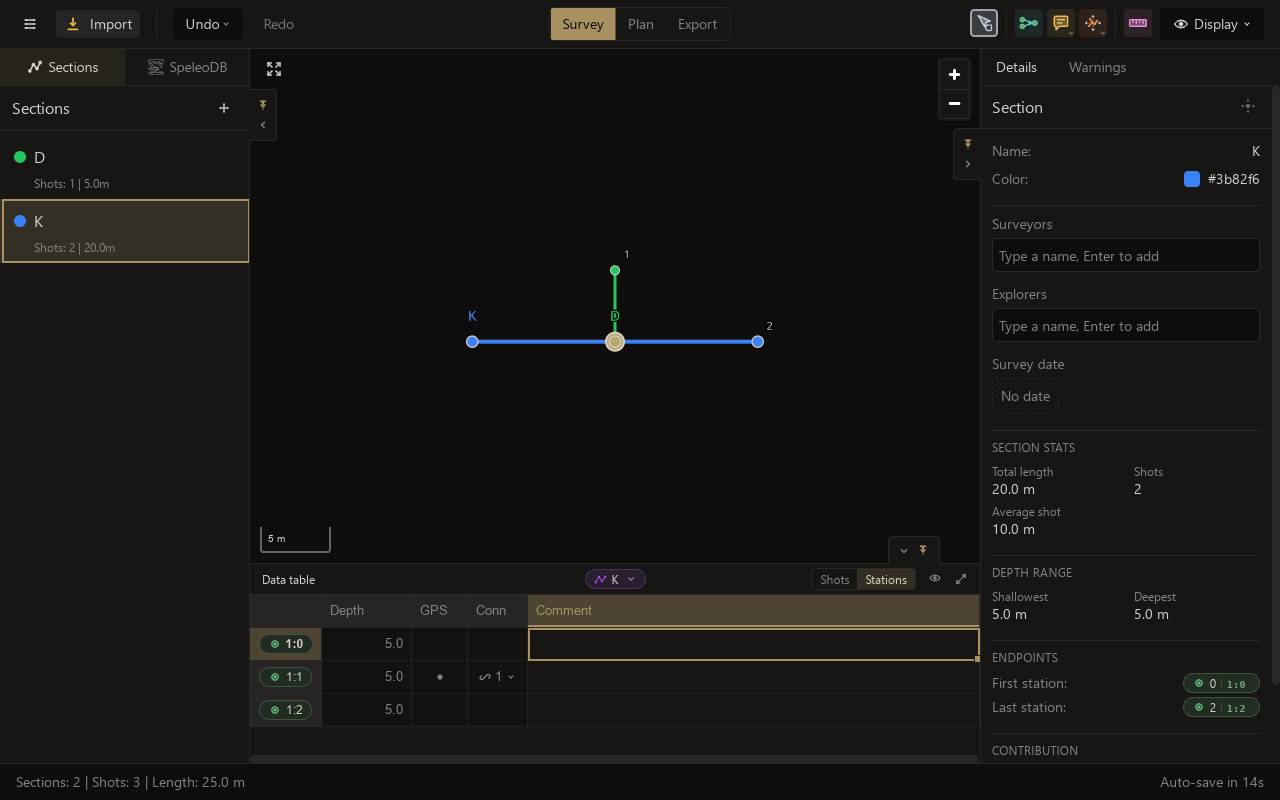 Import
Undo
Redo
Survey
Plan
Export
Display
Sections
SpeleoDB
Sections
D
Shots: 1 | 5.0m
K
Shots: 2 | 20.0m
1
K
D
2
5 m
Data table
K
Shots
Stations
Depth
GPS
Conn
Comment
1:0
5.0
1:1
5.0
1
1:2
5.0
Details
Warnings
Section
Name:
K
Color:
#3b82f6
Surveyors
Type a name, Enter to add
Explorers
Type a name, Enter to add
Survey date
No date
SECTION STATS
Total length
Shots
20.0 m
2
Average shot
10.0 m
DEPTH RANGE
Shallowest
Deepest
5.0 m
5.0 m
ENDPOINTS
First station:
0 | 1:0
Last station:
2 | 1:2
CONTRIBUTION
Sections: 2 | Shots: 3 | Length: 25.0 m
Auto-save in 14s